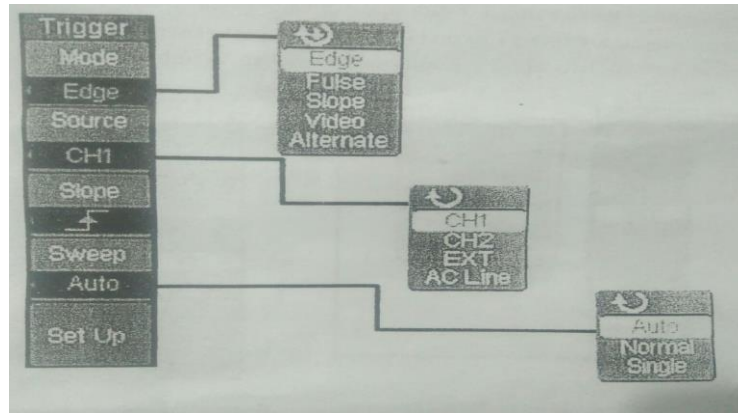 Trigger
Mode
Edge
Source
CH1
Slope
Sweep
Auto
Set Up
Edge
Pulse
Slope
Video
Alternate
CH1
CH2
EXT
AC Line
Auto
Normal
Single